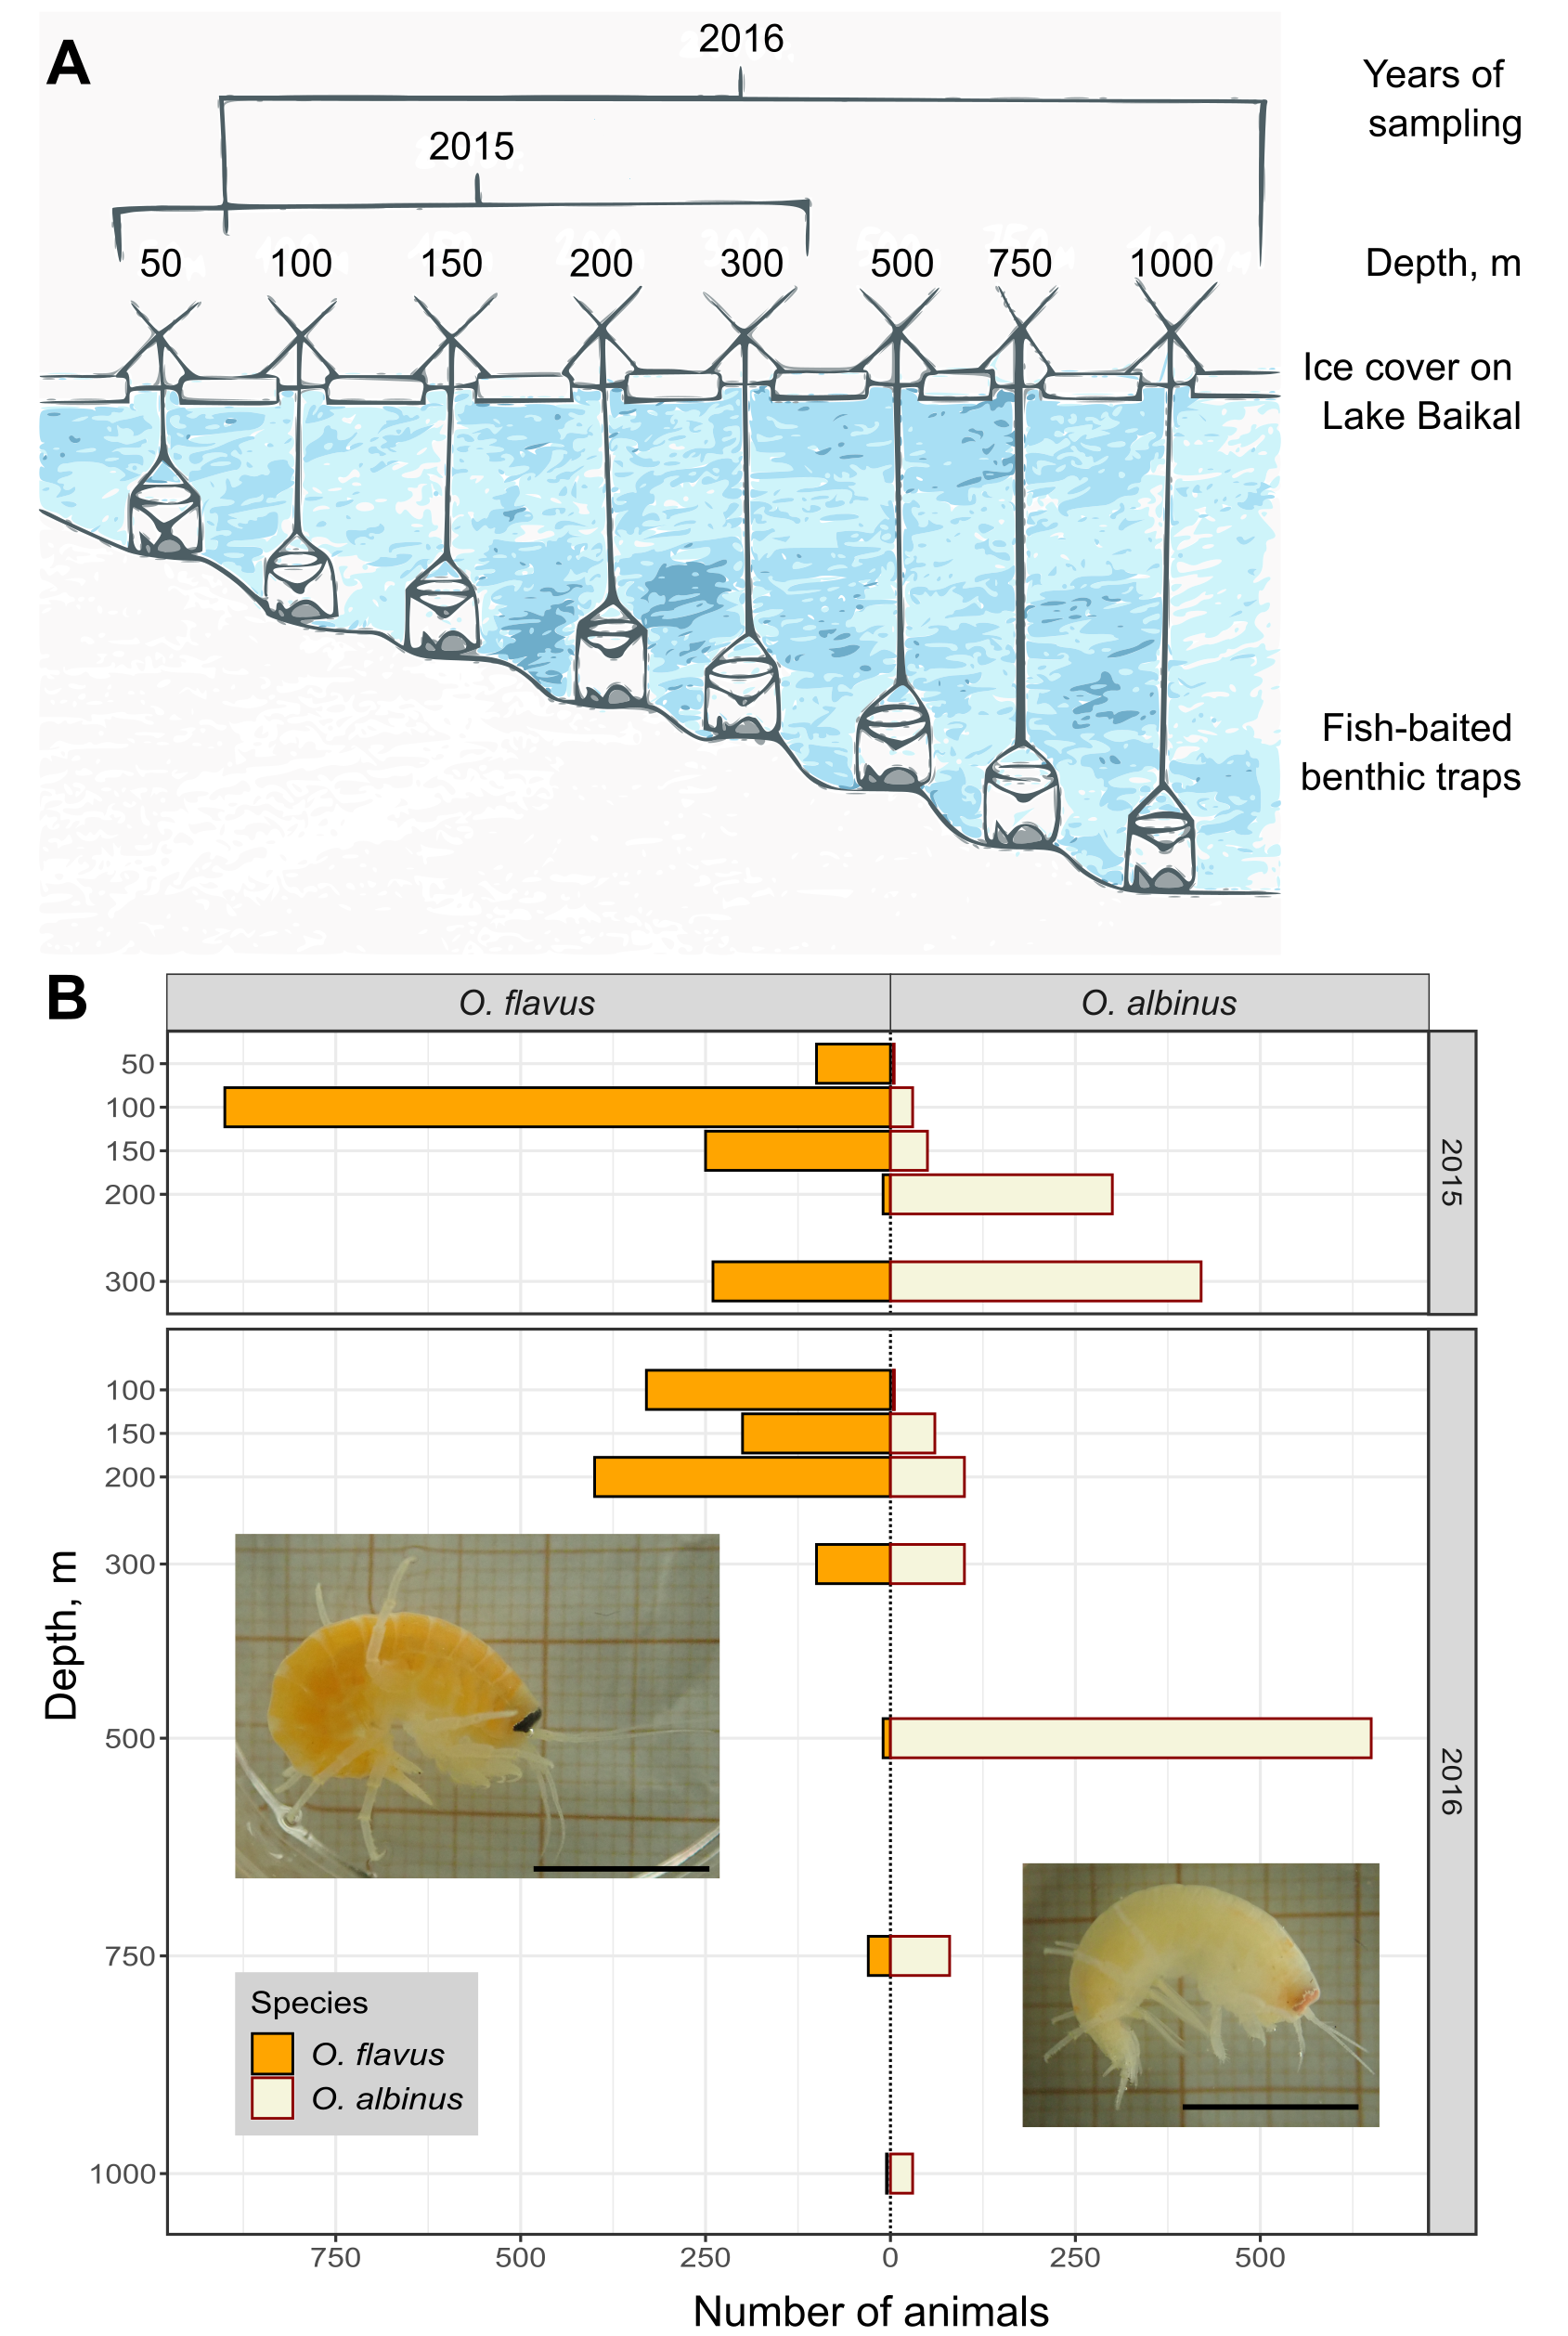 A
2016
Years of
sampling
2015
50 100 150 200 300 500 750 1000 Depth, m
Ice cover on
Lake Baikal
Fish-baited
benthic traps
B
O. flavus O. albinus
50
100
150
200
300
2015
100
150
200
300
500
750
1000
2016
Depth, m
Species
O. flavus
O. albinus
750 500 250 0 250 500
Number of animals